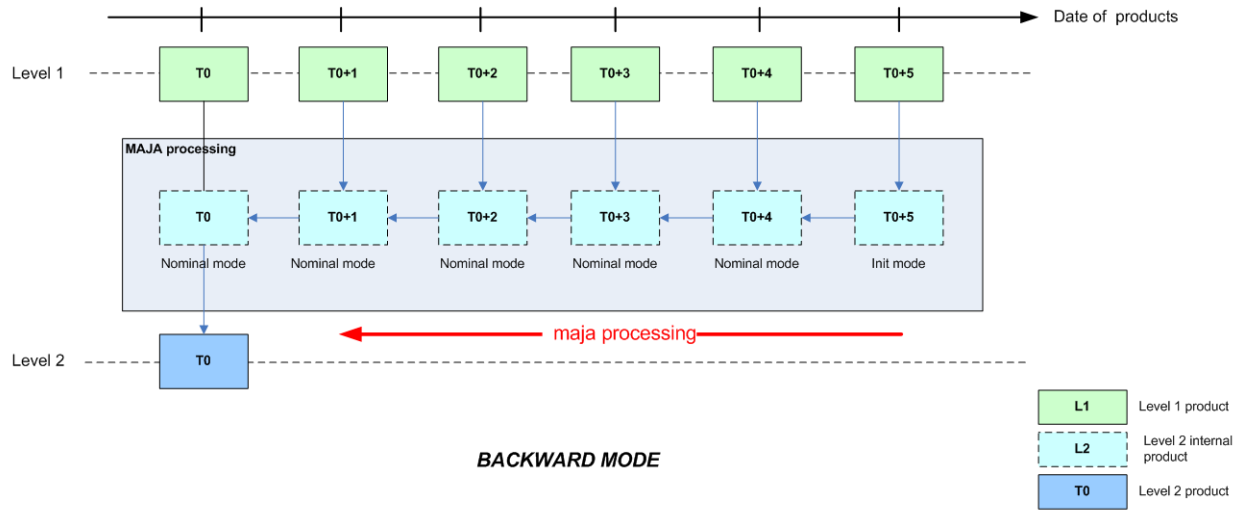 Date of products
Level 1
T0
T0+1
T0+2
T0+3
T0+4
T0+5
MAJA processing
T0
T0+1
T0+2
T0+3
T0+4
T0+5
Nominal mode
Nominal mode
Nominal mode
Nominal mode
Nominal mode
Init mode
maja processing
Level 2
T0
BACKWARD MODE
L1
Level 1 product
L2
Level 2 internal
product
T0
Level 2 product